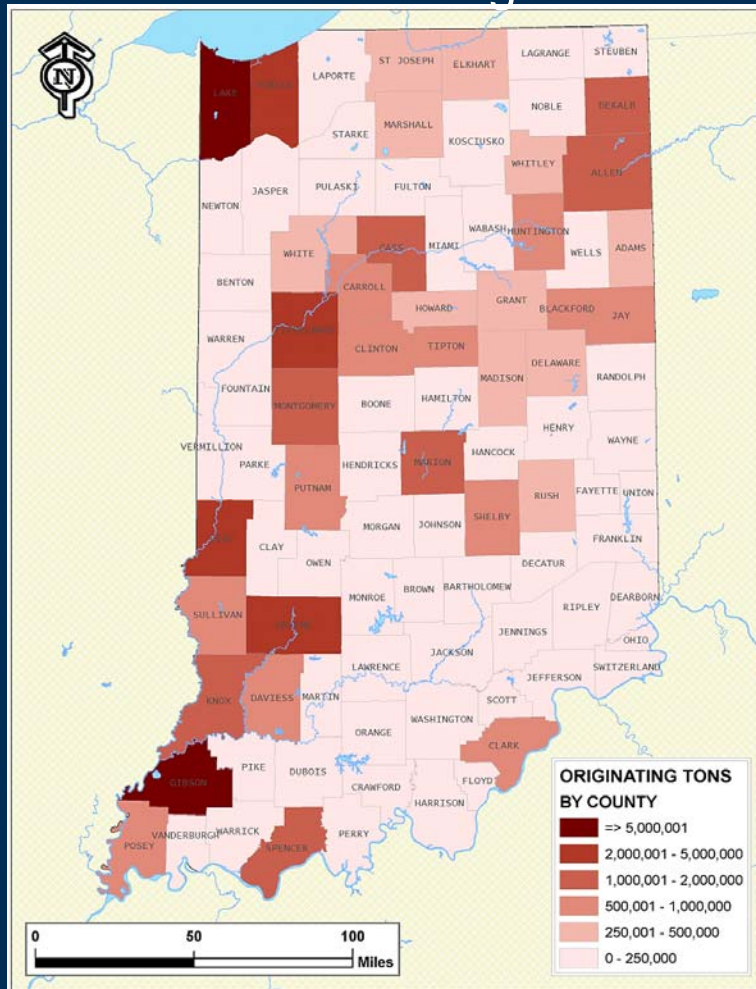 N
LAKE
LAPORTE
ST JOSEPH
ELKHART
LAGRANGE
STEUBEN
NOBLE
DEKALB
STARKE
MARSHALL
KOSCIUSKO
WHITLEY
ALLEN
NEWTON
JASPER
PULASKI
FULTON
WABASH
HUNTINGTON
WHITE
CASS
MIAMI
WELLS
ADAMS
BENTON
CARROLL
HOWARD
GRANT
BLACKFORD
JAY
WARREN
CLINTON
TIPTON
DELAWARE
MADISON
RANDOLPH
FOUNTAIN
MONTGOMERY
BOONE
HAMILTON
HENRY
VERMILLION
PARKE
HENDRICKS
MARION
HANCOCK
WAYNE
PUTNAM
SHELBY
RUSH
FAYETTE
UNION
MORGAN
JOHNSON
FRANKLIN
CLAY
OWEN
DECATUR
MONROE
BROWN
BARTHOLOMEW
DEARBORN
SULLIVAN
RIPLEY
JENNINGS
OHIO
LAWRENCE
JACKSON
SWITZERLAND
JEFFERSON
KNOX
DAVIESS
MARTIN
SCOTT
ORANGE
WASHINGTON
CLARK
PIKE
DUBOIS
GIBSON
CRAWFORD
FLOYD
HARRISON
POSEY
VANDERBURGH
WARRICK
SPENCER
PERRY
ORIGINATING TONS
BY COUNTY
=> 5,000,001
2,000,001 - 5,000,000
1,000,001 - 2,000,000
500,001 - 1,000,000
250,001 - 500,000
0 - 250,000
0 50 100
Miles